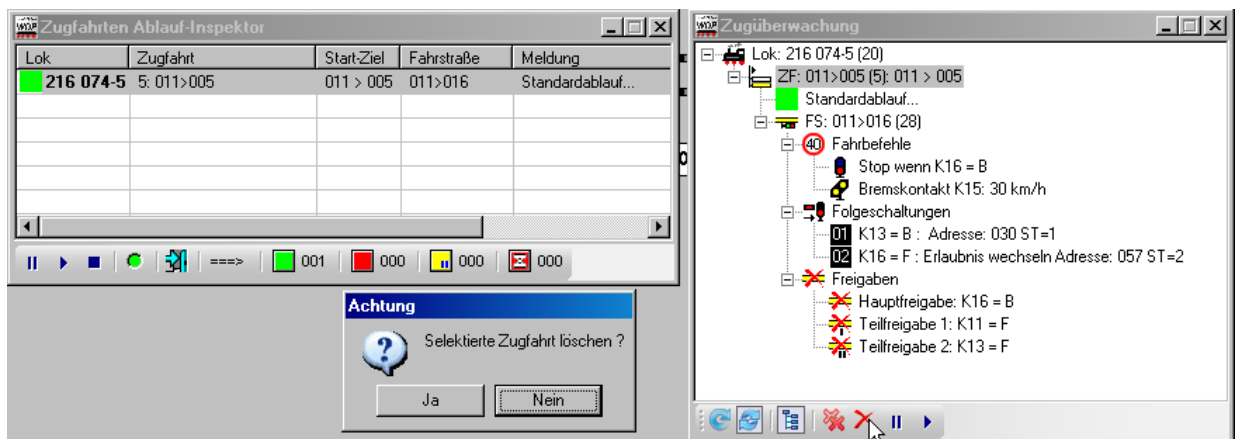 Zugfahrten Ablauf-Inspektor
Lok Zugfahrt Start-Ziel Fahrstraße Meldung
216 074-5 5: 011>005 011 > 005 011>016 Standardablauf...
===> 001 000 000 000
Achtung
Selektierte Zugfahrt löschen ?
Ja Nein
Zugüberwachung
Lok: 216 074-5 (20)
ZF: 011>005 (5): 011 > 005
Standardablauf...
FS: 011>016 (28)
40 Fahrbefehle
Stop wenn K16 = B
Bremskontakt K15: 30 km/h
Folgeschaltungen
01 K13 = B : Adresse: 030 ST=1
02 K16 = F : Erlaubnis wechseln Adresse: 057 ST=2
Freigaben
Hauptfreigabe: K16 = B
Teilfreigabe 1: K11 = F
Teilfreigabe 2: K13 = F